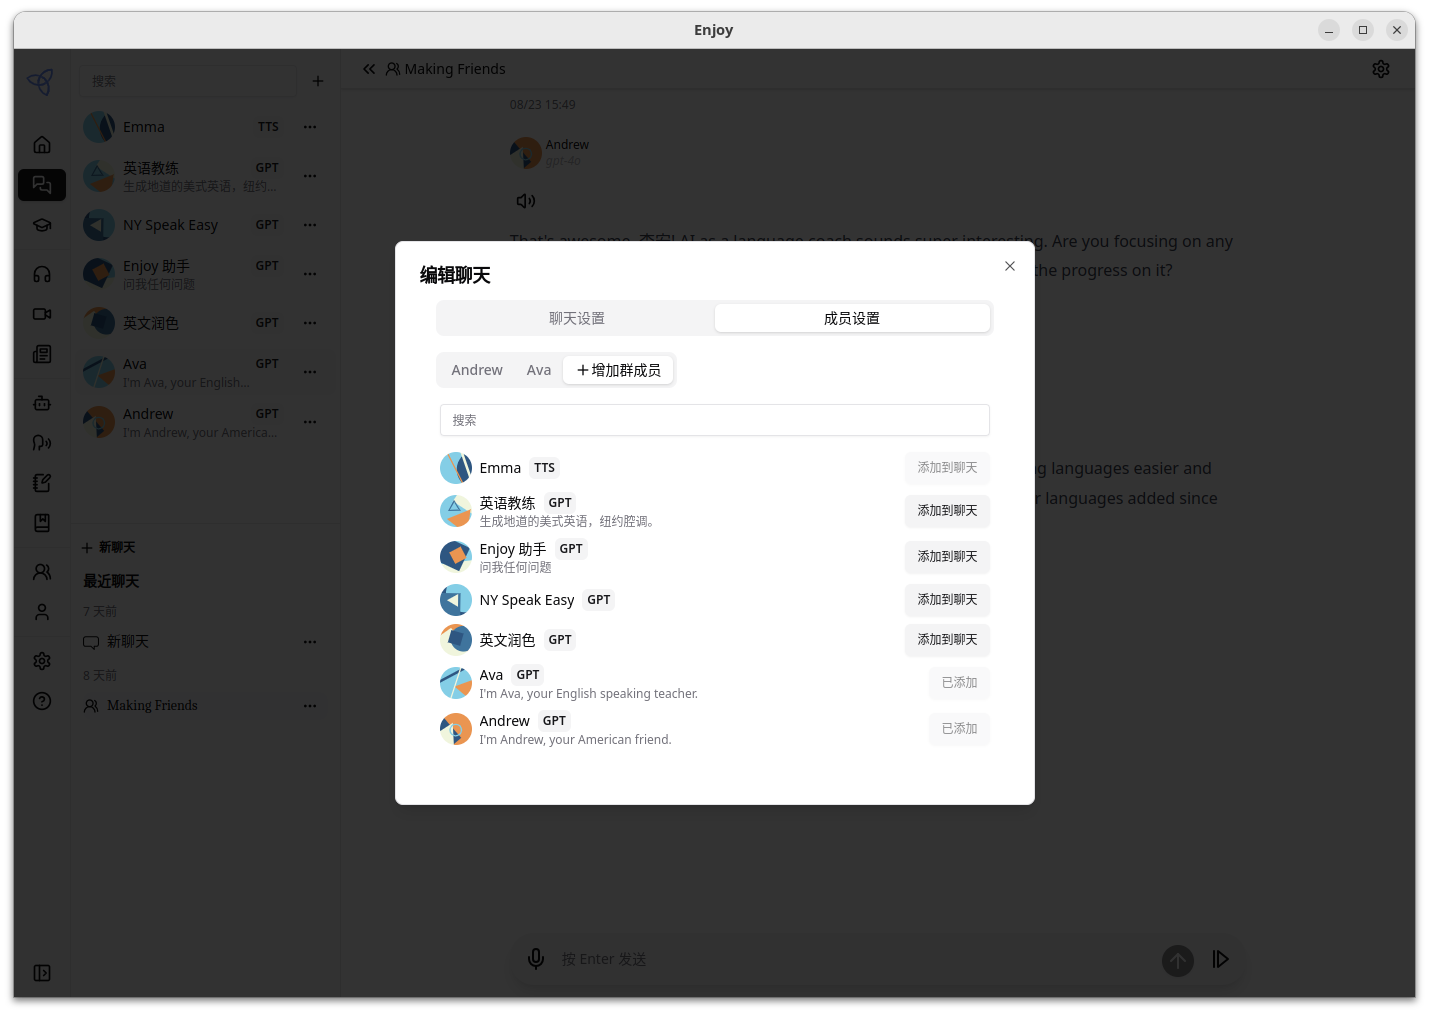 Enjoy
搜索
Emma TTS
英语教练 GPT
生成地道的美式英语，纽约...
NY Speak Easy GPT
Enjoy 助手 GPT
问我任何问题
英文润色 GPT
Ava GPT
I'm Ava, your English...
Andrew GPT
I'm Andrew, your America...
新聊天
最近聊天
7 天前
新聊天
8 天前
Making Friends
Making Friends
08/23 15:49
Andrew
gpt-4o
That's awesome, 李安! AI as a language coach sounds super interesting. Are you focusing on any
the progress on it?
ng languages easier and
r languages added since
按 Enter 发送
编辑聊天
聊天设置 成员设置
Andrew Ava 增加群成员
搜索
Emma TTS 添加到聊天
英语教练 GPT 添加到聊天
生成地道的美式英语，纽约腔调。
Enjoy 助手 GPT 添加到聊天
问我任何问题
NY Speak Easy GPT 添加到聊天
英文润色 GPT 添加到聊天
Ava GPT 已添加
I'm Ava, your English speaking teacher.
Andrew GPT 已添加
I'm Andrew, your American friend.